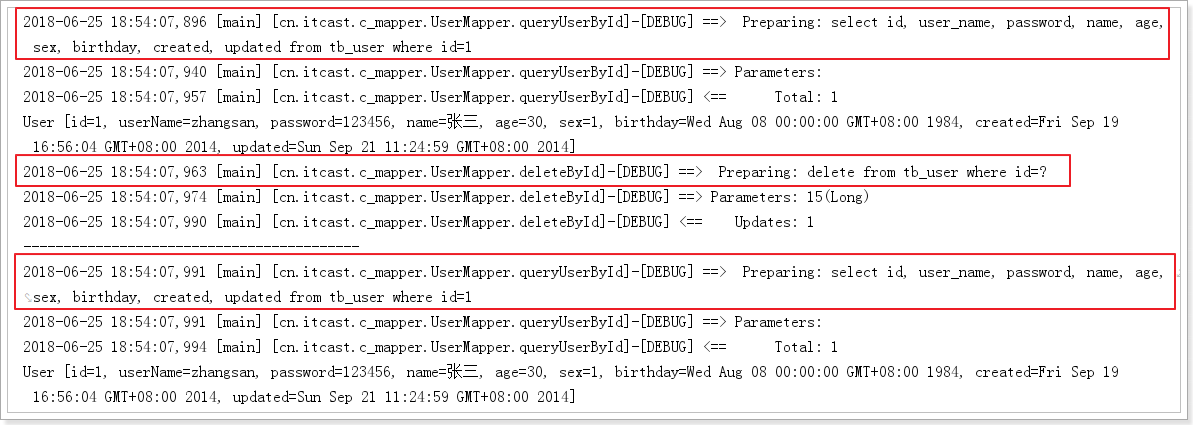 2018-06-25 18:54:07,896 [main] [cn.itcast.c_mapper.UserMapper.queryUserById]-[DEBUG] ==>  Preparing: select id, user_name, password, name, age,
sex, birthday, created, updated from tb_user where id=1
2018-06-25 18:54:07,940 [main] [cn.itcast.c_mapper.UserMapper.queryUserById]-[DEBUG] ==> Parameters:
2018-06-25 18:54:07,957 [main] [cn.itcast.c_mapper.UserMapper.queryUserById]-[DEBUG] <==      Total: 1
User [id=1, userName=zhangsan, password=123456, name=张三, age=30, sex=1, birthday=Wed Aug 08 00:00:00 GMT+08:00 1984, created=Fri Sep 19
16:56:04 GMT+08:00 2014, updated=Sun Sep 21 11:24:59 GMT+08:00 2014]
2018-06-25 18:54:07,963 [main] [cn.itcast.c_mapper.UserMapper.deleteById]-[DEBUG] ==>  Preparing: delete from tb_user where id=?
2018-06-25 18:54:07,974 [main] [cn.itcast.c_mapper.UserMapper.deleteById]-[DEBUG] ==> Parameters: 15(Long)
2018-06-25 18:54:07,990 [main] [cn.itcast.c_mapper.UserMapper.deleteById]-[DEBUG] <==    Updates: 1
------------------------------------------
2018-06-25 18:54:07,991 [main] [cn.itcast.c_mapper.UserMapper.queryUserById]-[DEBUG] ==>  Preparing: select id, user_name, password, name, age,
sex, birthday, created, updated from tb_user where id=1
2018-06-25 18:54:07,991 [main] [cn.itcast.c_mapper.UserMapper.queryUserById]-[DEBUG] ==> Parameters:
2018-06-25 18:54:07,994 [main] [cn.itcast.c_mapper.UserMapper.queryUserById]-[DEBUG] <==      Total: 1
User [id=1, userName=zhangsan, password=123456, name=张三, age=30, sex=1, birthday=Wed Aug 08 00:00:00 GMT+08:00 1984, created=Fri Sep 19
16:56:04 GMT+08:00 2014, updated=Sun Sep 21 11:24:59 GMT+08:00 2014]